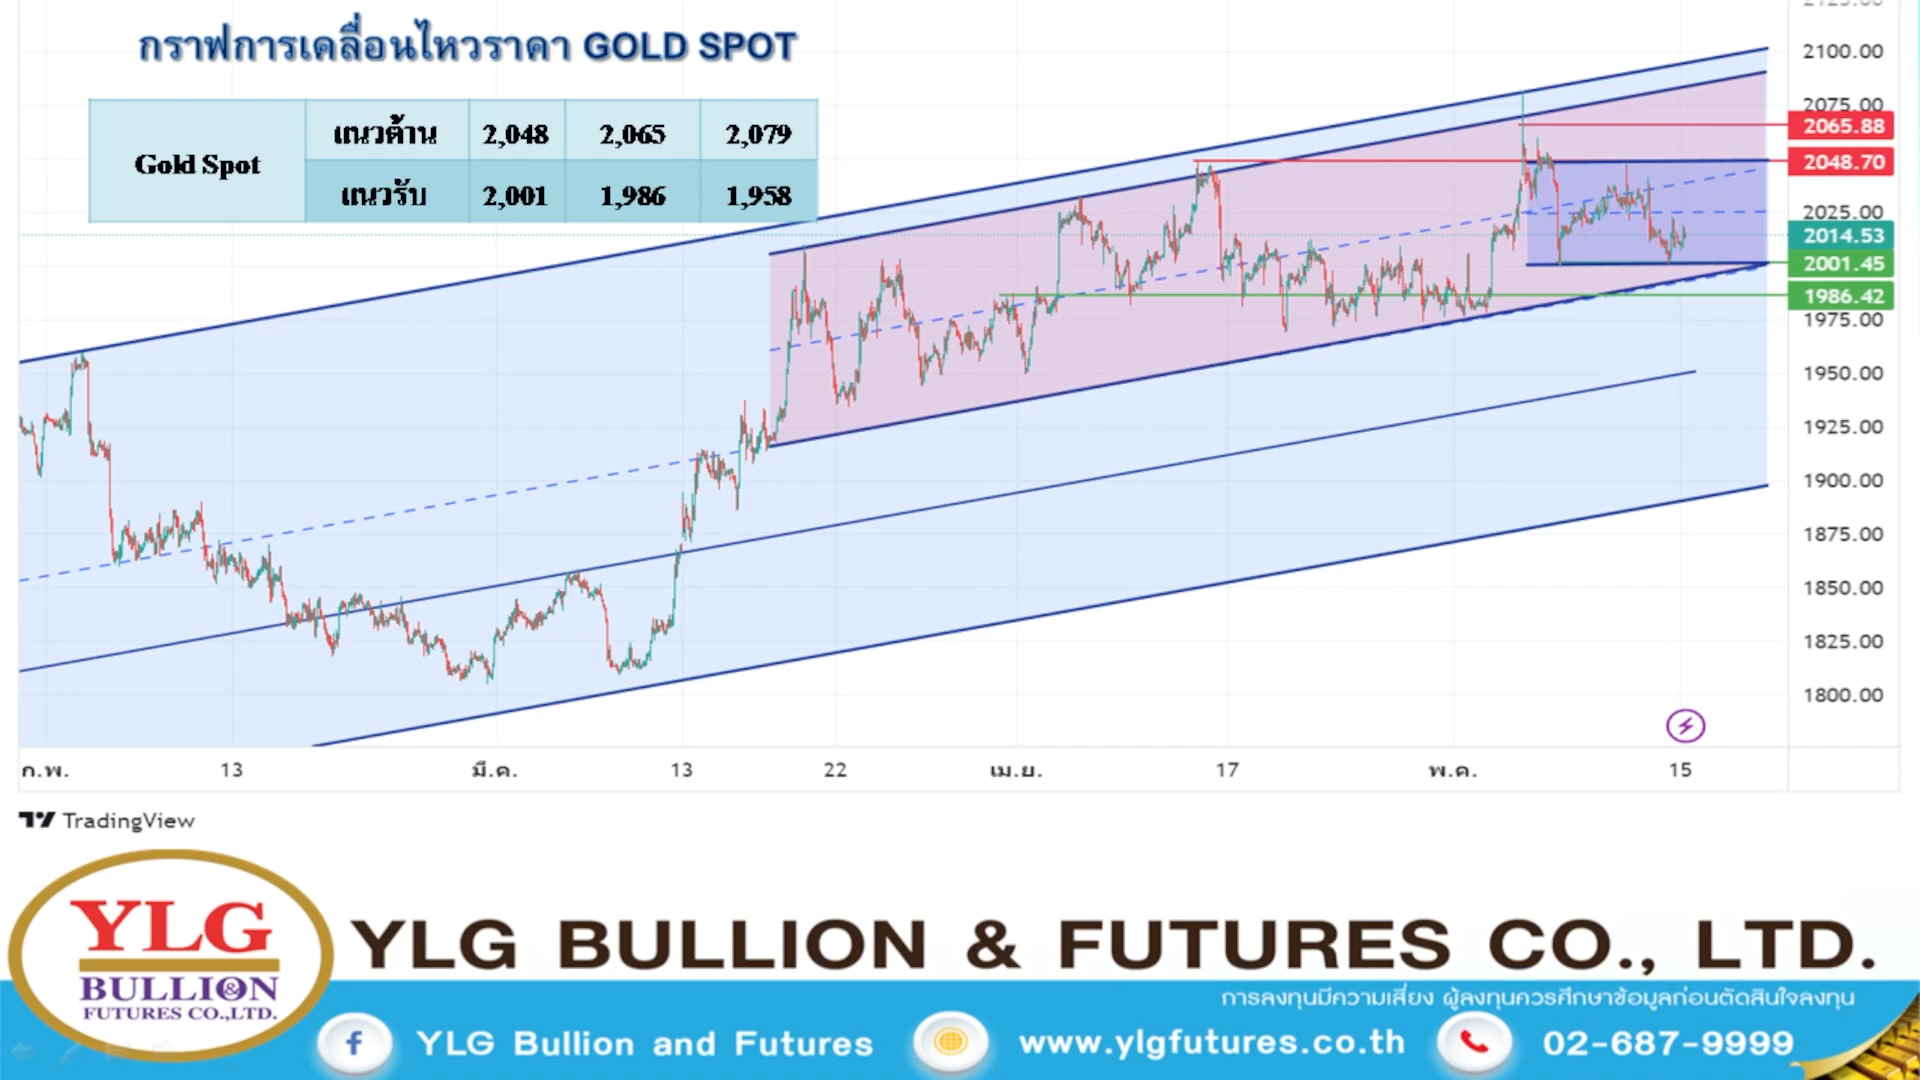 กราฟการเคลื่อนไหวราคา GOLD SPOT
Gold Spot
แนวต้าน 2,048 2,065 2,079
แนวรับ 2,001 1,986 1,958
2125.00
2100.00
2075.00
2065.88
2048.70
2025.00
2014.53
2001.45
1986.42
1975.00
1950.00
1925.00
1900.00
1875.00
1850.00
1825.00
1800.00
ก.พ. 13 มี.ค. 13 22 เม.ย. 17 พ.ค. 15
TradingView
YLG
BULLION &
FUTURES CO.,LTD.
YLG BULLION & FUTURES CO., LTD.
การลงทุนมีความเสี่ยง ผู้ลงทุนควรศึกษาข้อมูลก่อนตัดสินใจลงทุน
YLG Bullion and Futures www.ylgfutures.co.th 02-687-9999